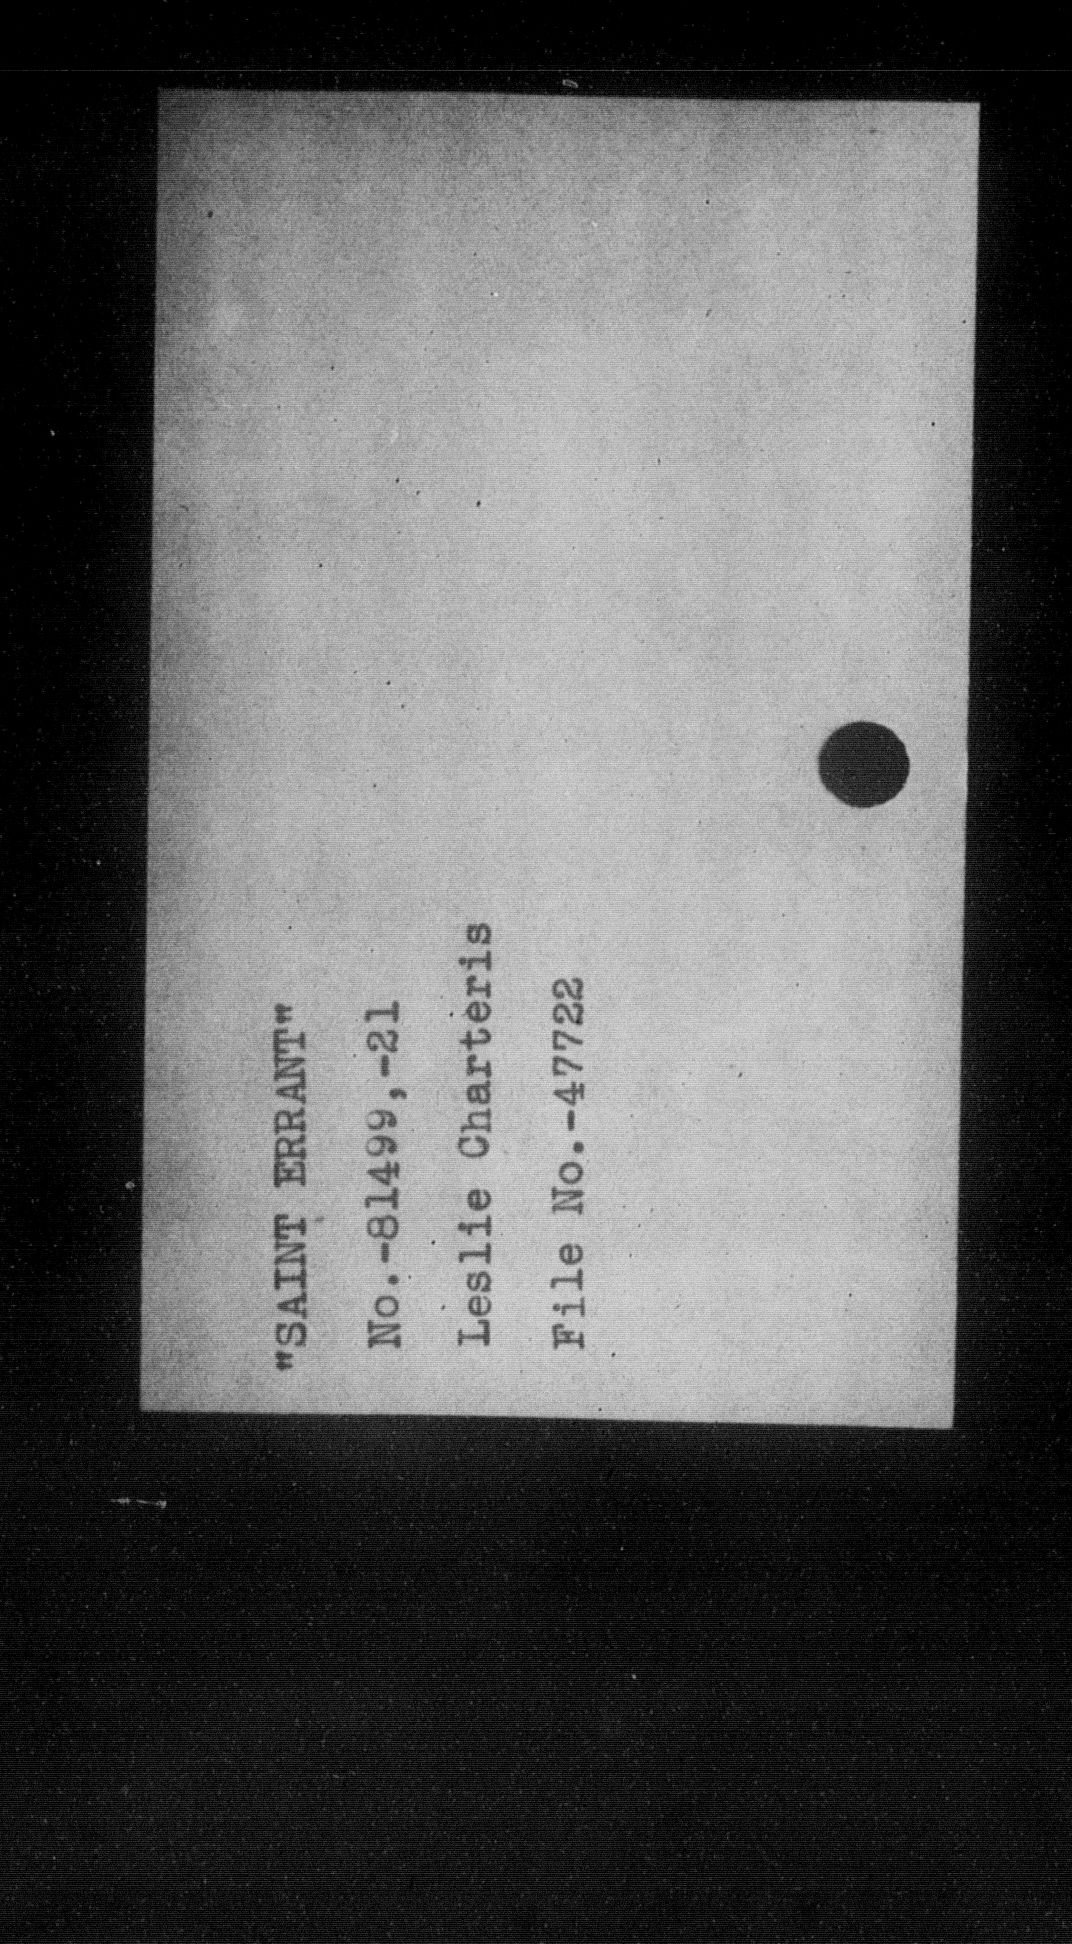 "SAINT ERRANT"
No.-81499,-21
Leslie Charteris
File No.-47722